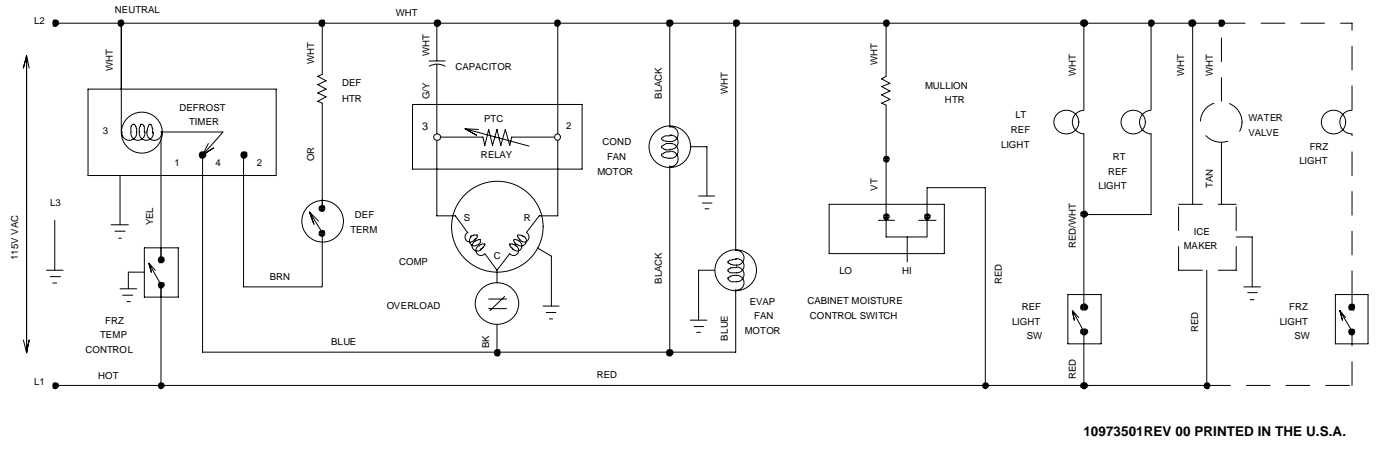 NEUTRAL
L2
WHT
WHT
WHT
WHT
CAPACITOR
G/Y
DEF
HTR
DEFROST
TIMER
3
1
4
2
3
PTC
2
RELAY
BLACK
COND
FAN
MOTOR
WHT
WHT
MULLION
HTR
WHT
LT
REF
LIGHT
RT
REF
LIGHT
WHT
WHT
WATER
VALVE
FRZ
LIGHT
OR
YEL
L3
115V VAC
DEF
TERM
BRN
S
R
C
COMP
OVERLOAD
BK
BLACK
BLUE
EVAP
FAN
MOTOR
VT
LO
HI
CABINET MOISTURE
CONTROL SWITCH
RED
RED/WHT
TAN
ICE
MAKER
RED
REF
LIGHT
SW
RED
FRZ
LIGHT
SW
FRZ
TEMP
CONTROL
BLUE
L1
HOT
RED
10973501REV 00 PRINTED IN THE U.S.A.